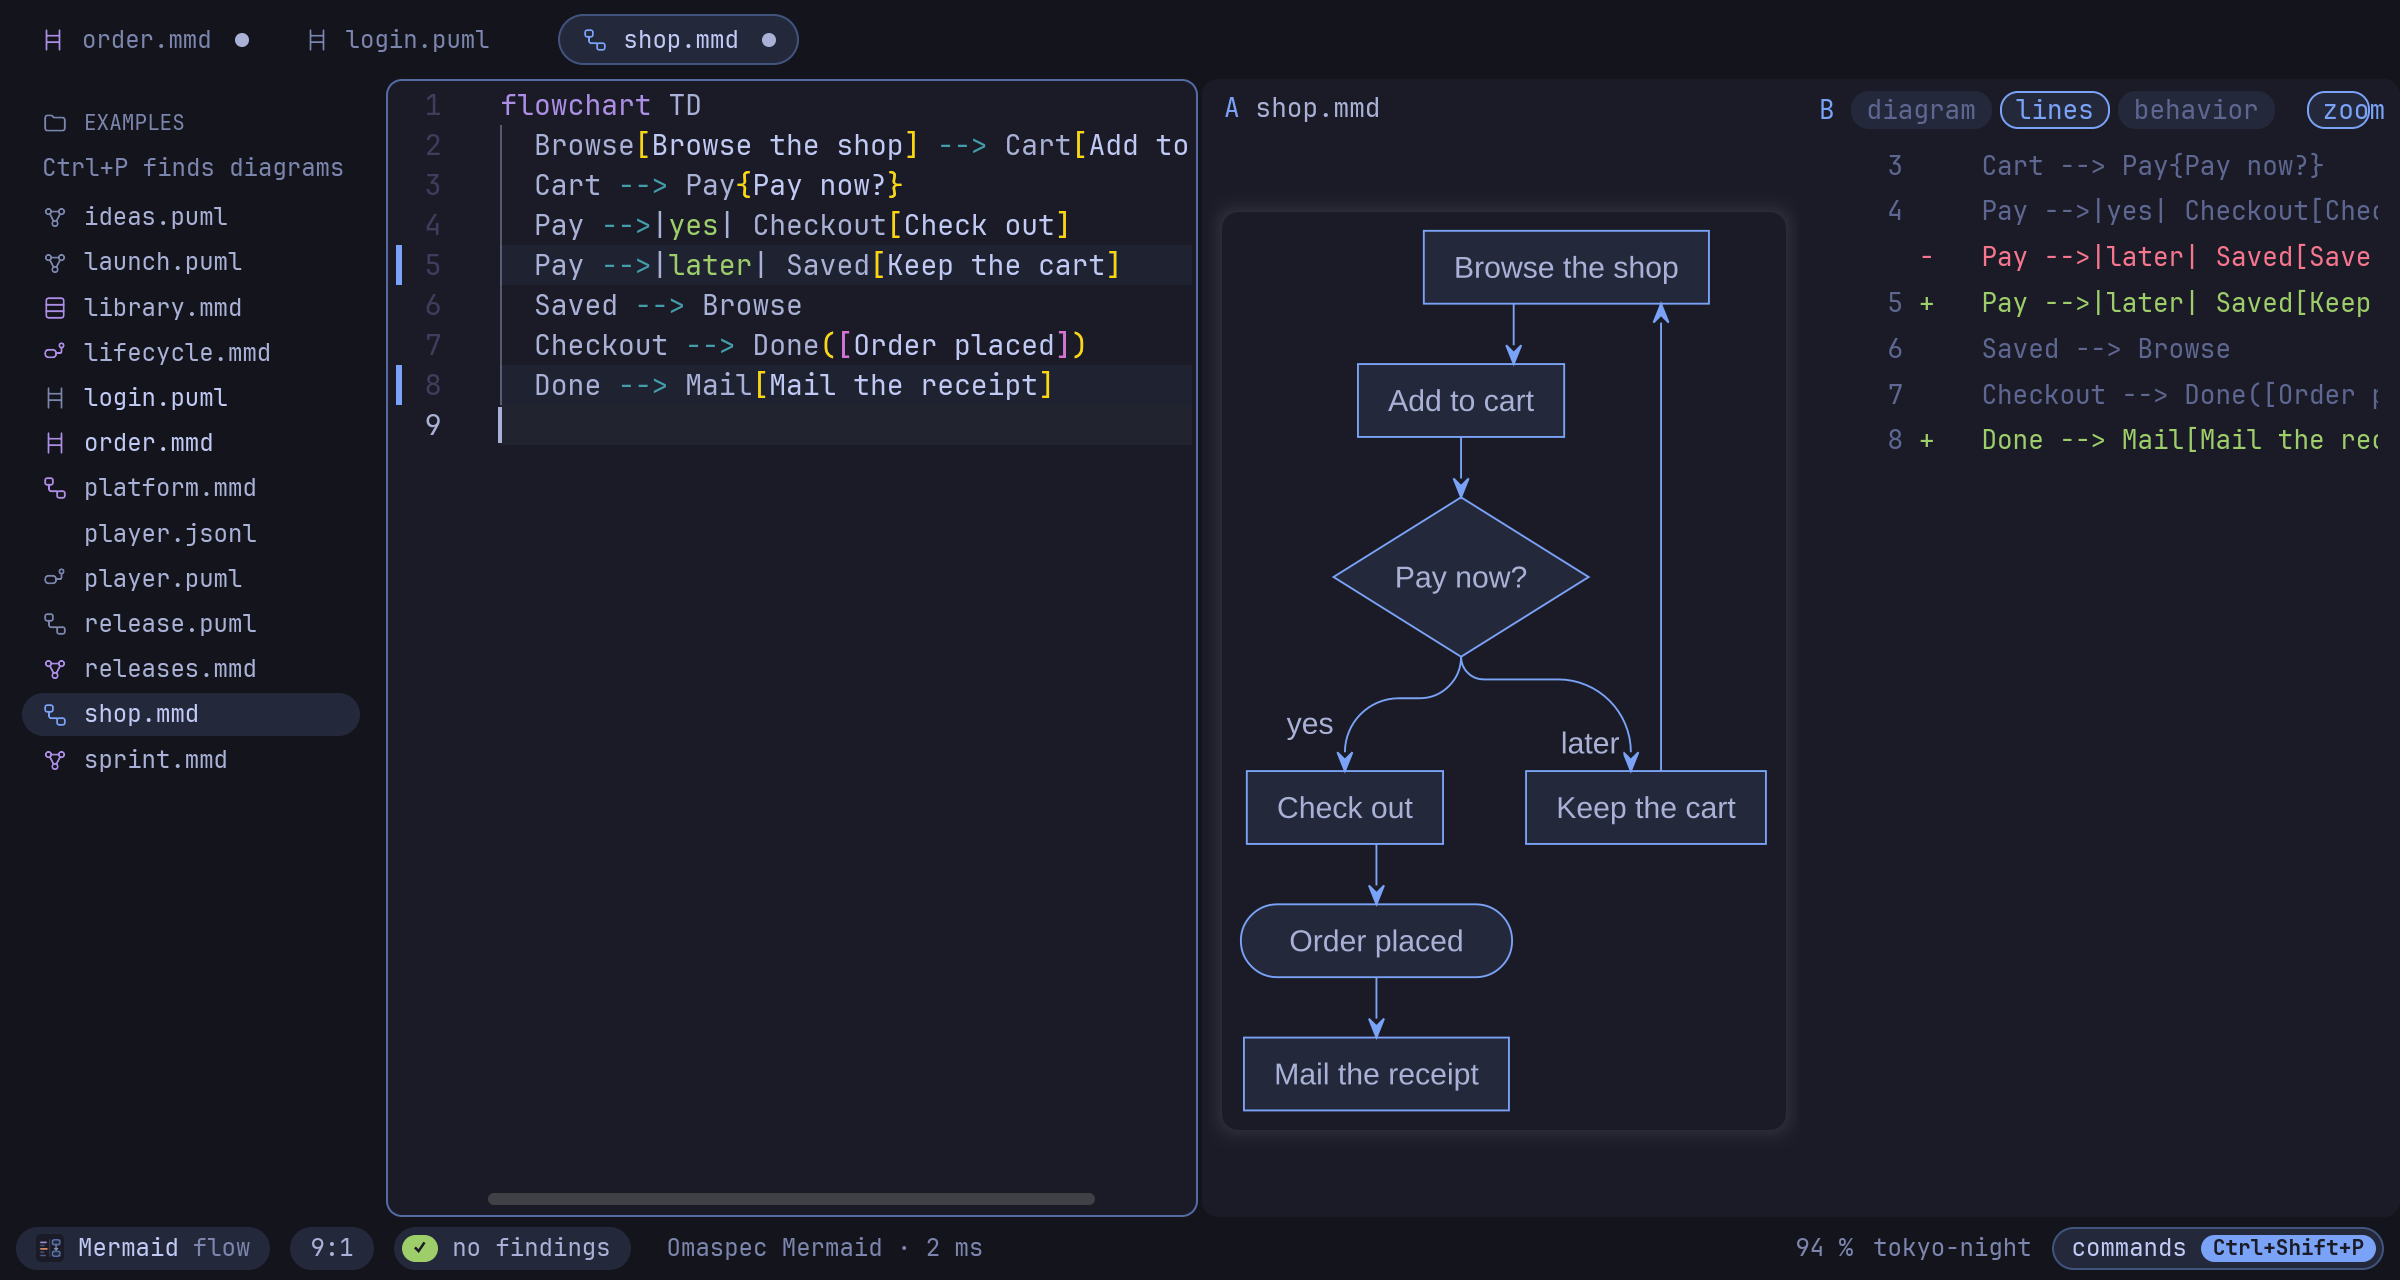 order.mmd
login.puml
shop.mmd
EXAMPLES
Ctrl+P finds diagrams
ideas.puml
launch.puml
library.mmd
lifecycle.mmd
login.puml
order.mmd
platform.mmd
player.jsonl
player.puml
release.puml
releases.mmd
shop.mmd
sprint.mmd
1 flowchart TD
2 Browse[Browse the shop] --> Cart[Add to
3 Cart --> Pay{Pay now?}
4 Pay -->|yes| Checkout[Check out]
5 Pay -->|later| Saved[Keep the cart]
6 Saved --> Browse
7 Checkout --> Done([Order placed])
8 Done --> Mail[Mail the receipt]
9
A shop.mmd
Browse the shop
Add to cart
Pay now?
yes
later
Check out
Keep the cart
Order placed
Mail the receipt
B diagram lines behavior zoom
3 Cart --> Pay{Pay now?}
4 Pay -->|yes| Checkout[Chec
- Pay -->|later| Saved[Save
5 + Pay -->|later| Saved[Keep
6 Saved --> Browse
7 Checkout --> Done([Order p
8 + Done --> Mail[Mail the rec
Mermaid flow
9:1
no findings
Omaspec Mermaid · 2 ms
94 %
tokyo-night
commands Ctrl+Shift+P